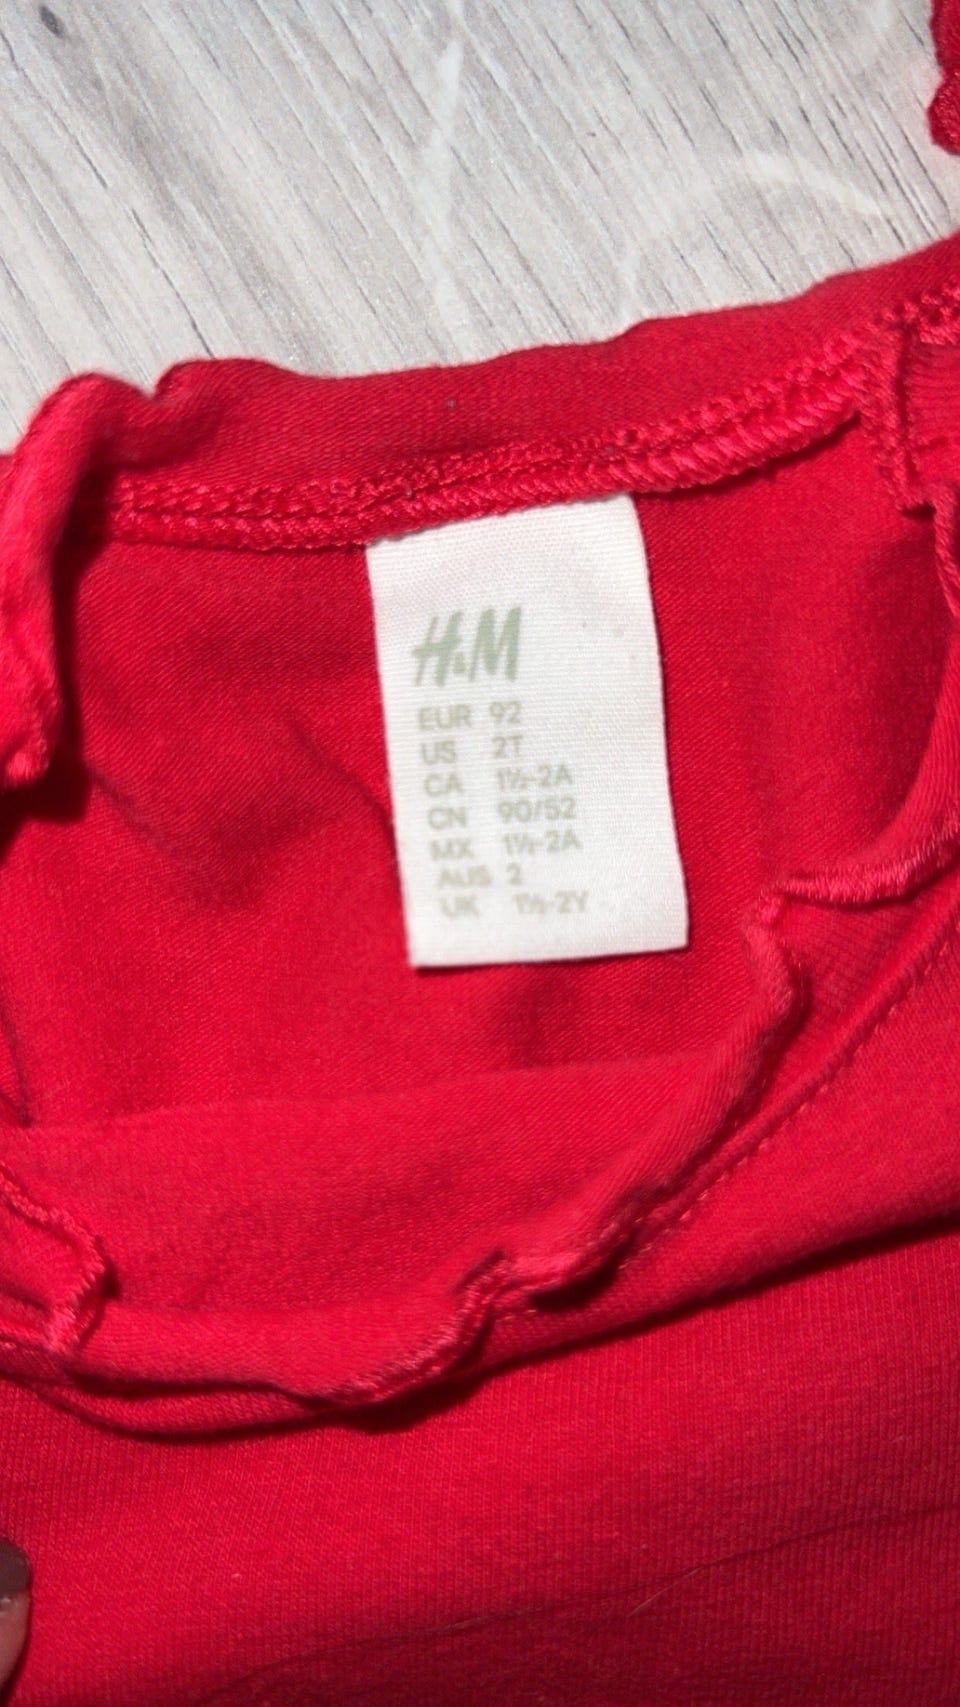 H&M
EUR 92
US 2T
CA 1½-2A
CN 90/52
MX 1½-2A
AUS 2
UK 1½-2Y